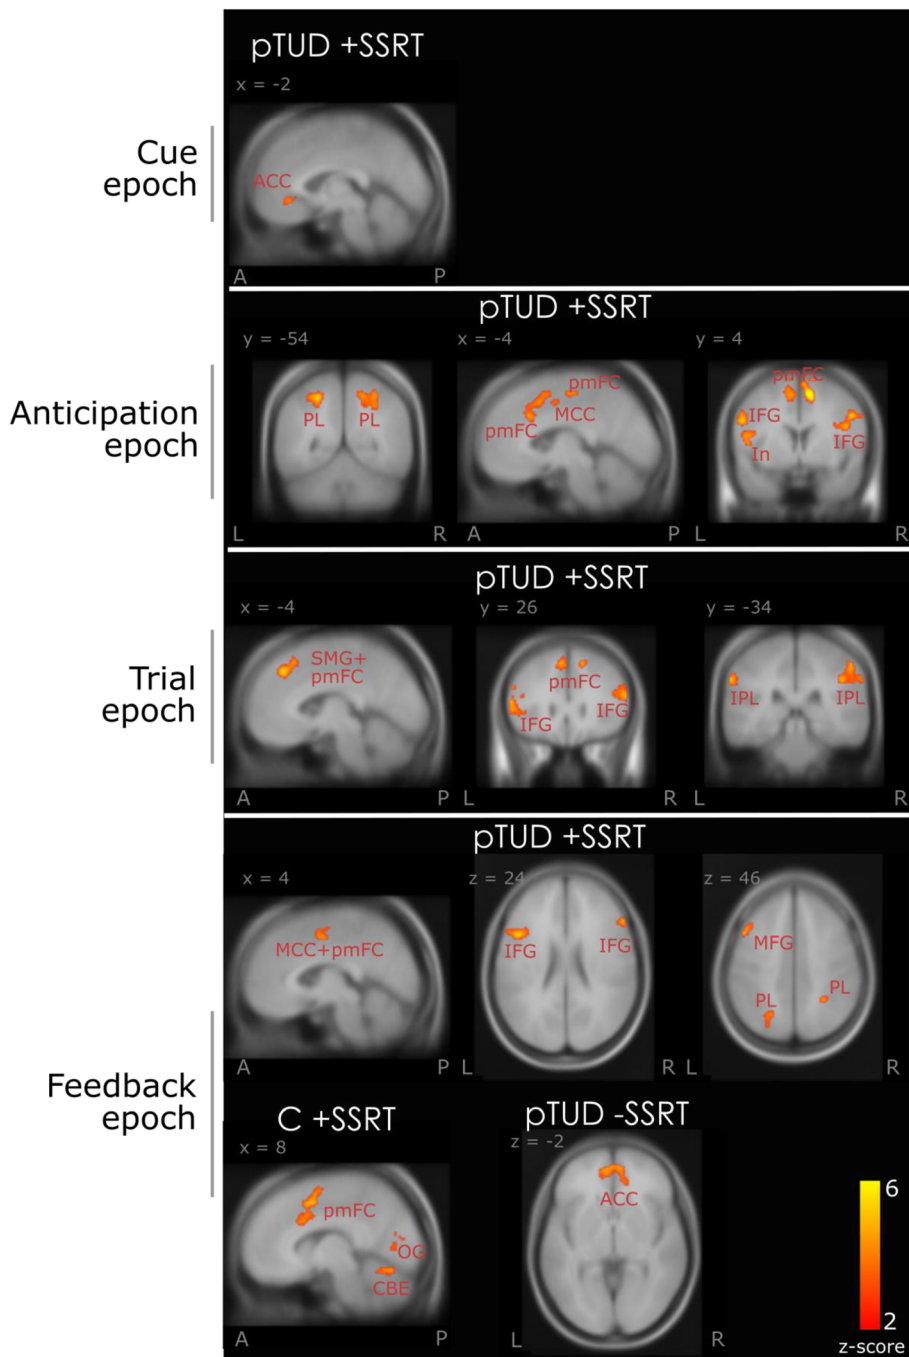 pTUD +SSRT
x = -2
Cue
epoch
ACC
A P
pTUD +SSRT
y = -54 x = -4 y = 4
Anticipation
epoch
PL PL
pmFC
MCC
pmFC
pmFC
IFG
IFG
In
L R A P L R
pTUD +SSRT
x = -4 y = 26 y = -34
Trial
epoch
SMG+
pmFC
pmFC
IFG
IFG
IPL IPL
A P L R L R
pTUD +SSRT
x = 4 z = 24 z = 46
MCC+pmFC
IFG IFG
MFG
PL PL
A P L R L R
Feedback
epoch
C +SSRT pTUD -SSRT
x = 8 z = -2
pmFC
OG
CBE
ACC
A P L R
6
2
z-score